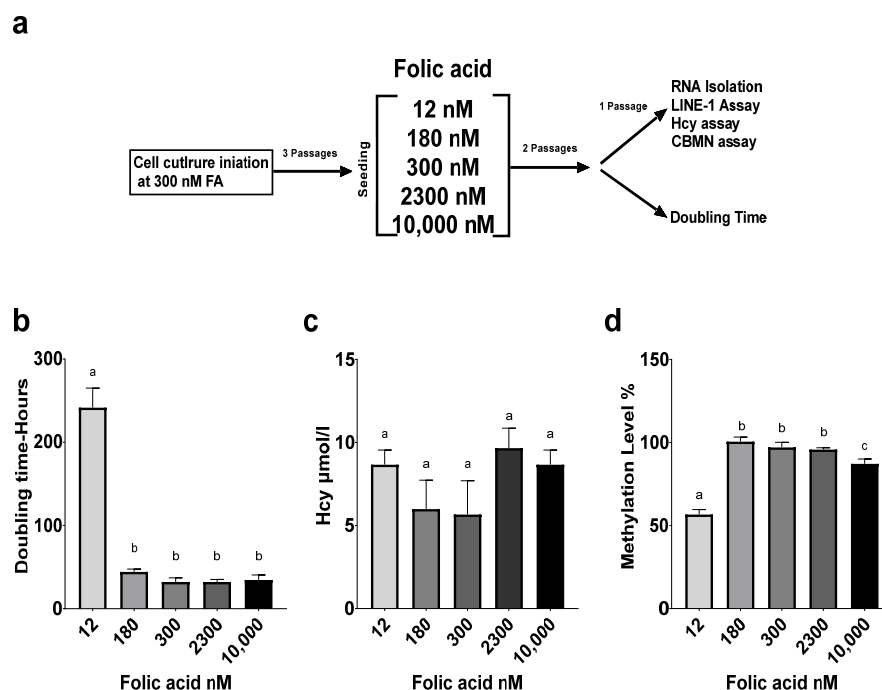 a
Folic acid
12 nM
180 nM
300 nM
2300 nM
10,000 nM
Cell cutlrure iniation
at 300 nM FA
3 Passages
Seeding
2 Passages
1 Passage
RNA Isolation
LINE-1 Assay
Hcy assay
CBMN assay
Doubling Time
b
300
200
100
0
Doubling time-Hours
a
b
b
b
b
12
180
300
2300
10,000
Folic acid nM
c
15
10
5
0
Hcy µmol/l
a
a
a
a
a
12
180
300
2300
10,000
Folic acid nM
d
150
100
50
0
Methylation Level %
a
b
b
b
c
12
180
300
2300
10,000
Folic acid nM